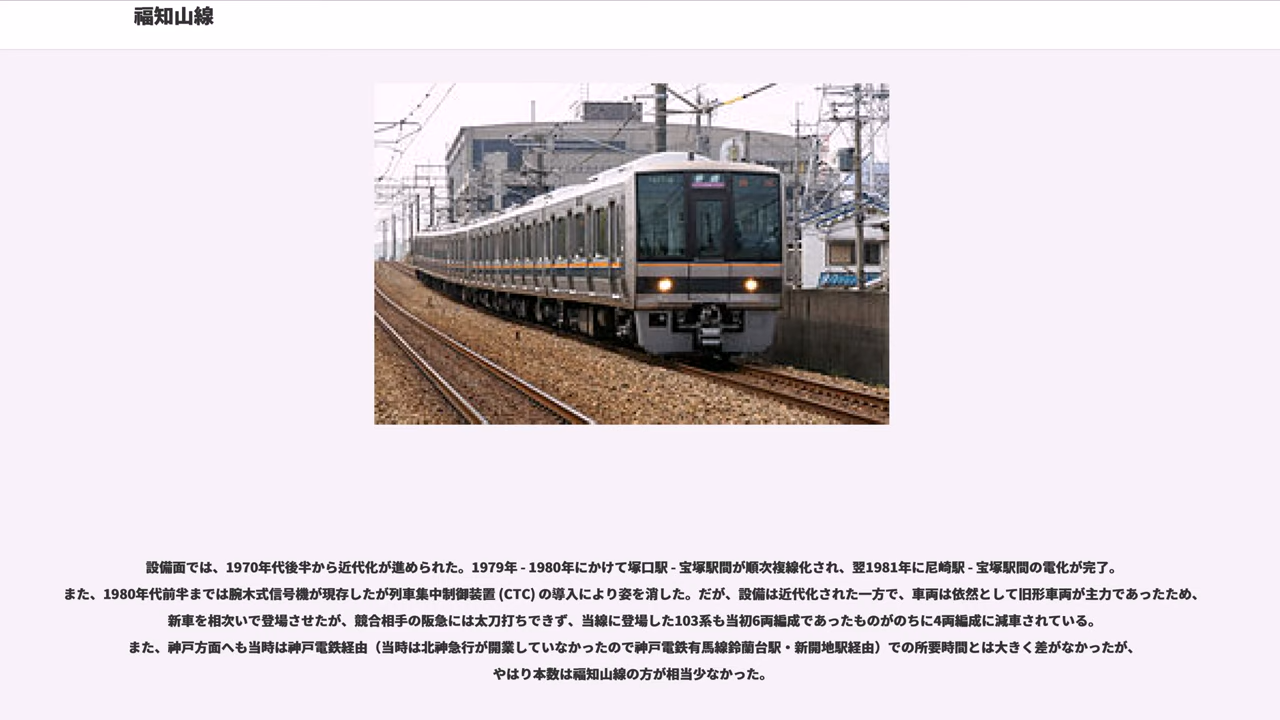 福知山線
設備面では、1970年代後半から近代化が進められた。1979年 - 1980年にかけて塚口駅 - 宝塚駅間が順次複線化され、翌1981年に尼崎駅 - 宝塚駅間の電化が完了。
また、1980年代前半までは腕木式信号機が現存したが列車集中制御装置 (CTC) の導入により姿を消した。だが、設備は近代化された一方で、車両は依然として旧形車両が主力であったため、
新車を相次いで登場させたが、競合相手の阪急には太刀打ちできず、当線に登場した103系も当初6両編成であったものがのちに4両編成に減車されている。
また、神戸方面へも当時は神戸電鉄経由（当時は北神急行が開業していなかったので神戸電鉄有馬線鈴蘭台駅・新開地駅経由）での所要時間とは大きく差がなかったが、
やはり本数は福知山線の方が相当少なかった。